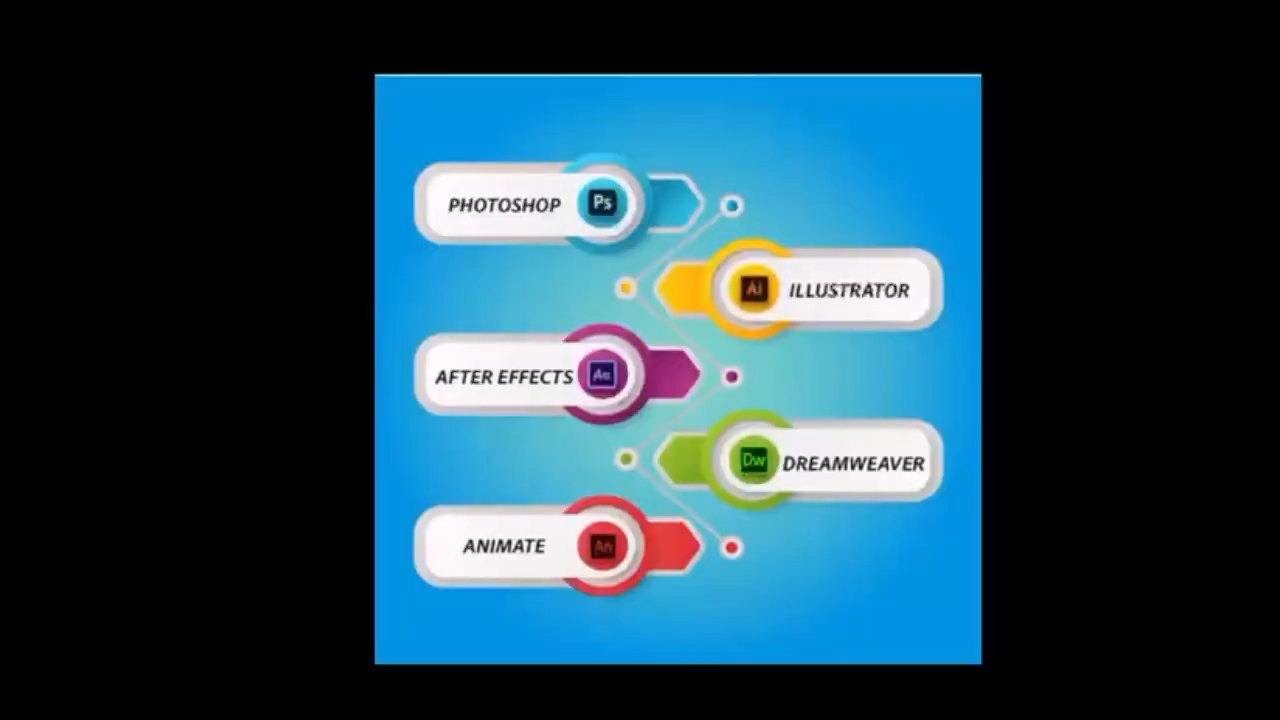 PHOTOSHOP
Ps
Ai
ILLUSTRATOR
AFTER EFFECTS
Ae
Dw
DREAMWEAVER
ANIMATE
An